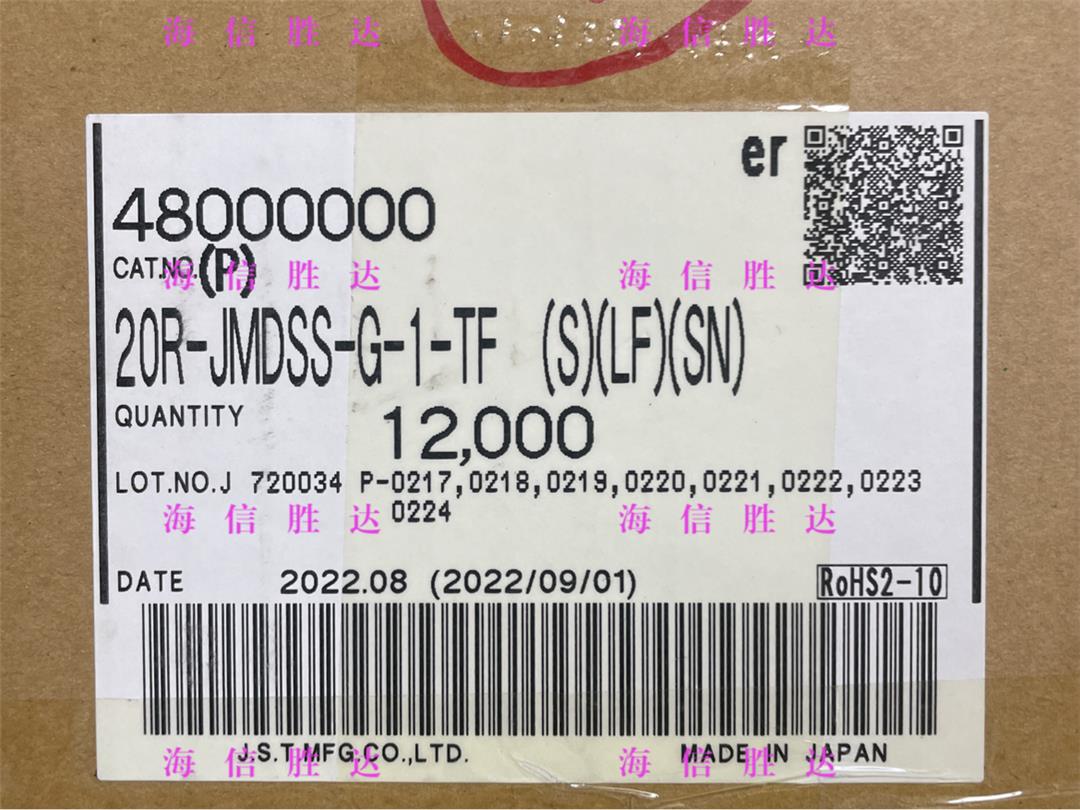 海信胜达 海信胜达
er
48000000
CAT.NO.(P)
海信胜达 海信胜达
20R-JMDSS-G-1-TF (S)(LF)(SN)
QUANTITY 12,000
LOT.NO.J 720034 P-0217,0218,0219,0220,0221,0222,0223
0224
海信胜达 海信胜达
DATE 2022.08 (2022/09/01) RoHS2-10
J.S.T.MFG.CO.,LTD. MADE IN JAPAN
海信胜达 海信胜达